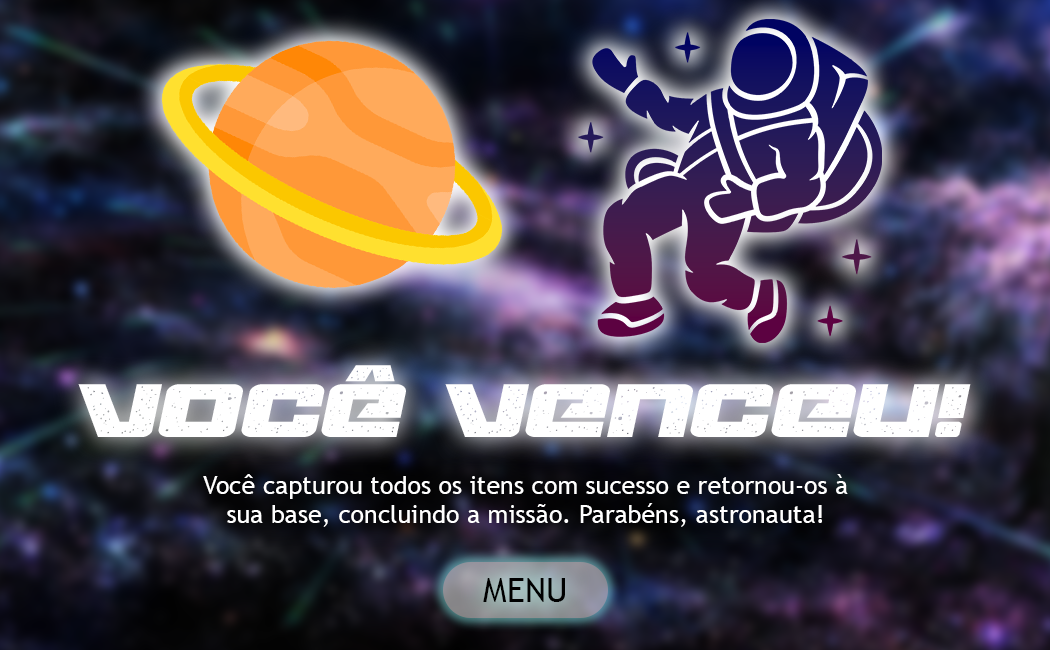 você venceu!
Você capturou todos os itens com sucesso e retornou-os à
sua base, concluindo a missão. Parabéns, astronauta!
MENU